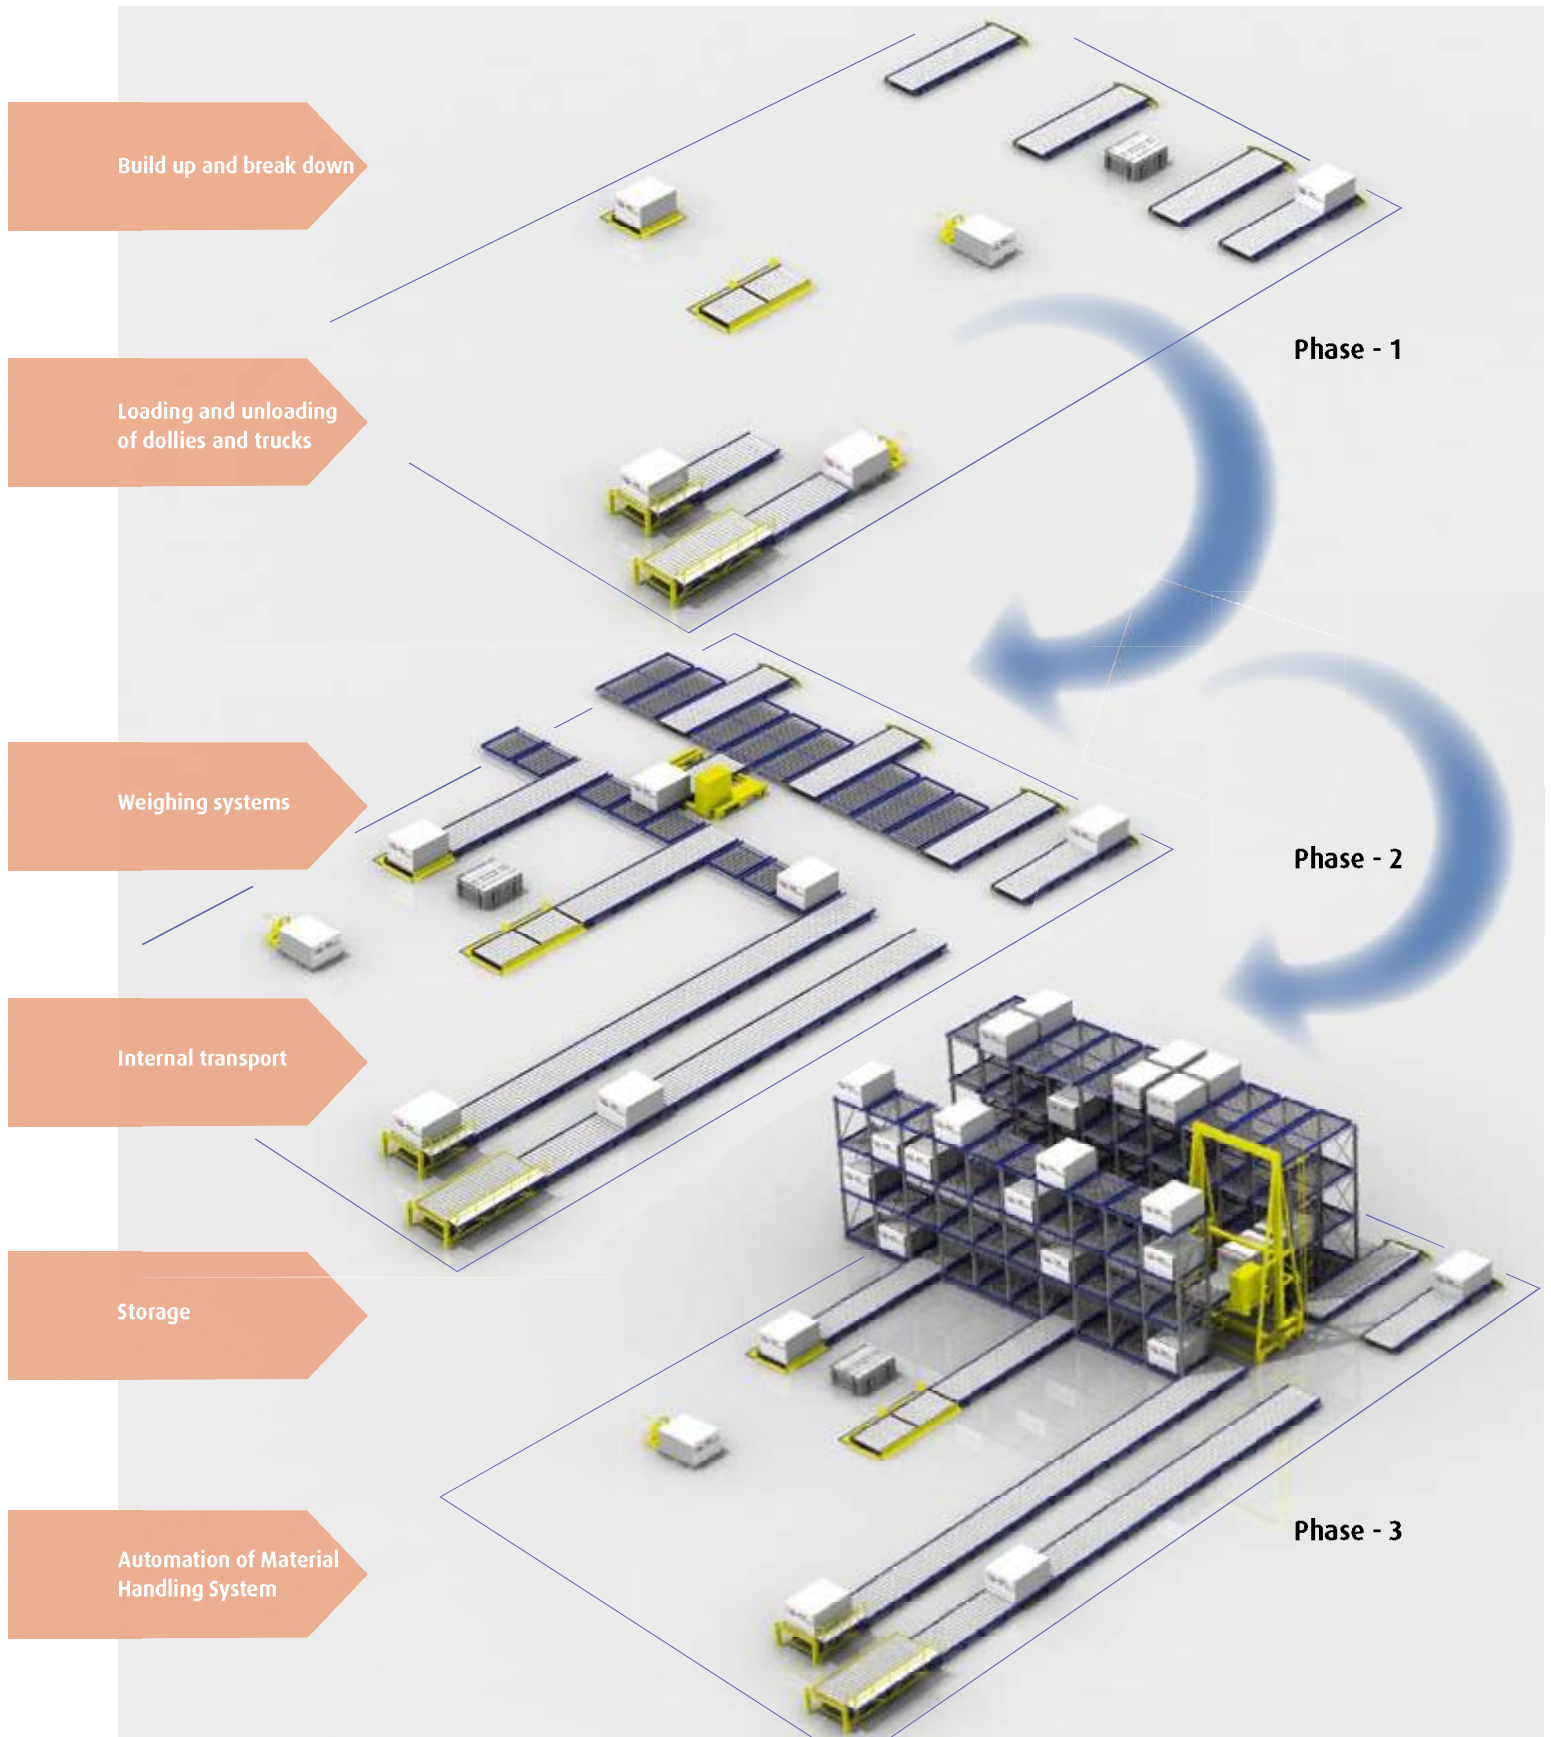 Build up and break down
Phase - 1
Loading and unloading
of dollies and trucks
Weighing systems
Phase - 2
Internal transport
Storage
Phase - 3
Automation of Material
Handling System